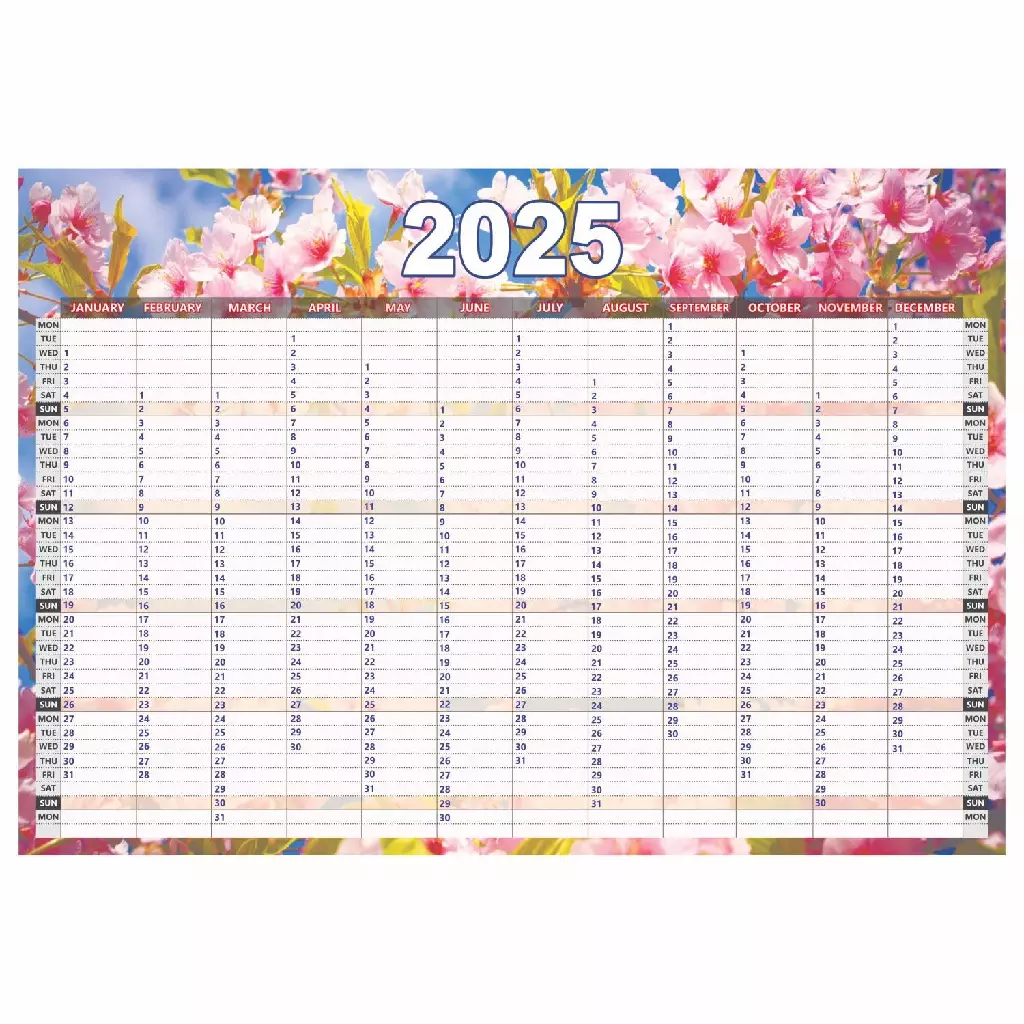 2025
JANUARY FEBRUARY MARCH APRIL MAY JUNE JULY AUGUST SEPTEMBER OCTOBER NOVEMBER DECEMBER
MON 1 1 MON
TUE 1 1 2 2 TUE
WED 1 2 2 3 1 3 WED
THU 2 3 1 3 4 2 4 THU
FRI 3 4 2 4 1 5 3 5 FRI
SAT 4 1 1 5 3 5 2 6 4 1 6 SAT
SUN 5 2 2 6 4 1 6 3 7 5 2 7 SUN
MON 6 3 3 7 5 2 7 4 8 6 3 8 MON
TUE 7 4 4 8 6 3 8 5 9 7 4 9 TUE
WED 8 5 5 9 7 4 9 6 10 8 5 10 WED
THU 9 6 6 10 8 5 10 7 11 9 6 11 THU
FRI 10 7 7 11 9 6 11 8 12 10 7 12 FRI
SAT 11 8 8 12 10 7 12 9 13 11 8 13 SAT
SUN 12 9 9 13 11 8 13 10 14 12 9 14 SUN
MON 13 10 10 14 12 9 14 11 15 13 10 15 MON
TUE 14 11 11 15 13 10 15 12 16 14 11 16 TUE
WED 15 12 12 16 14 11 16 13 17 15 12 17 WED
THU 16 13 13 17 15 12 17 14 18 16 13 18 THU
FRI 17 14 14 18 16 13 18 15 19 17 14 19 FRI
SAT 18 15 15 19 17 14 19 16 20 18 15 20 SAT
SUN 19 16 16 20 18 15 20 17 21 19 16 21 SUN
MON 20 17 17 21 19 16 21 18 22 20 17 22 MON
TUE 21 18 18 22 20 17 22 19 23 21 18 23 TUE
WED 22 19 19 23 21 18 23 20 24 22 19 24 WED
THU 23 20 20 24 22 19 24 21 25 23 20 25 THU
FRI 24 21 21 25 23 20 25 22 26 24 21 26 FRI
SAT 25 22 22 26 24 21 26 23 27 25 22 27 SAT
SUN 26 23 23 27 25 22 27 24 28 26 23 28 SUN
MON 27 24 24 28 26 23 28 25 29 27 24 29 MON
TUE 28 25 25 29 27 24 29 26 30 28 25 30 TUE
WED 29 26 26 30 28 25 30 27 29 26 31 WED
THU 30 27 27 29 26 31 28 30 27 THU
FRI 31 28 28 30 27 29 31 28 FRI
SAT 29 31 28 30 29 SAT
SUN 30 29 31 30 SUN
MON 31 30 MON